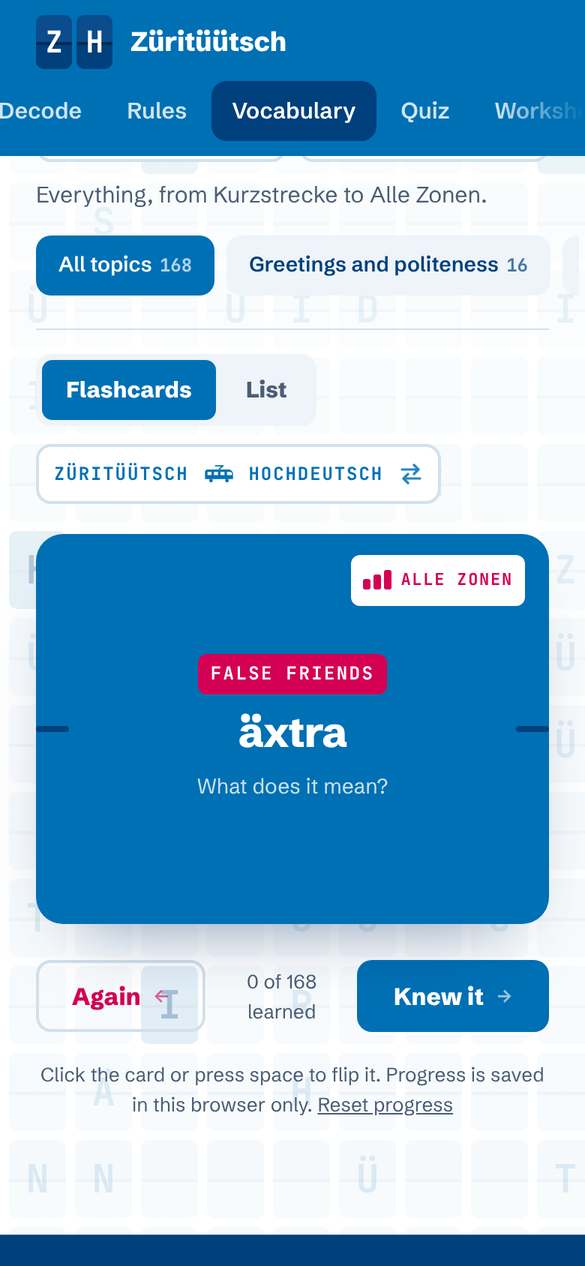 Z H Züritüütsch
Decode Rules Vocabulary Quiz Worksh
Everything, from Kurzstrecke to Alle Zonen.
All topics 168 Greetings and politeness 16
Flashcards List
ZÜRITÜÜTSCH HOCHDEUTSCH
ALLE ZONEN
FALSE FRIENDS
äxtra
What does it mean?
Again ←
0 of 168
learned
Knew it →
Click the card or press space to flip it. Progress is saved
in this browser only. Reset progress